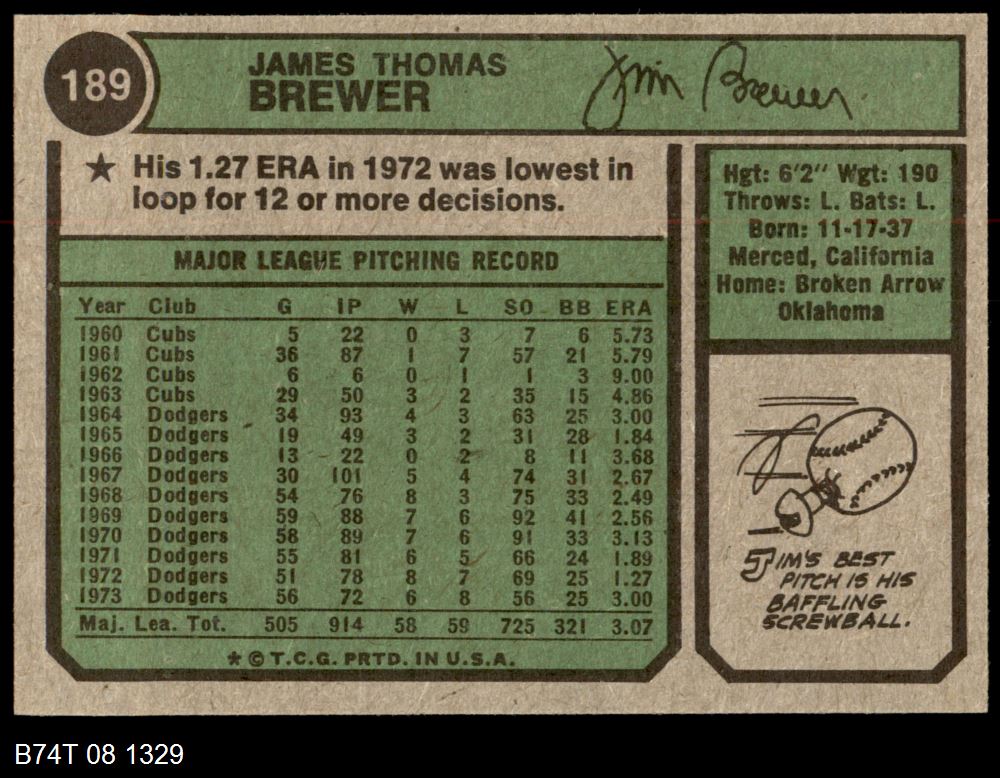 189
JAMES THOMAS
BREWER
Jim Brewer
★ His 1.27 ERA in 1972 was lowest in
loop for 12 or more decisions.
MAJOR LEAGUE PITCHING RECORD
Year Club G IP W L SO BB ERA
1960 Cubs 5 22 0 3 7 6 5.73
1961 Cubs 36 87 1 7 57 21 5.79
1962 Cubs 6 6 0 1 1 3 9.00
1963 Cubs 29 50 3 2 35 15 4.86
1964 Dodgers 34 93 4 3 63 25 3.00
1965 Dodgers 19 49 3 2 31 28 1.84
1966 Dodgers 13 22 0 2 8 11 3.68
1967 Dodgers 30 101 5 4 74 31 2.67
1968 Dodgers 54 76 8 3 75 33 2.49
1969 Dodgers 59 88 7 6 92 41 2.56
1970 Dodgers 58 89 7 6 91 33 3.13
1971 Dodgers 55 81 6 5 66 24 1.89
1972 Dodgers 51 78 8 7 69 25 1.27
1973 Dodgers 56 72 6 8 56 25 3.00
Maj. Lea. Tot. 505 914 58 59 725 321 3.07
* © T.C.G. PRTD. IN U.S.A.
Hgt: 6'2" Wgt: 190
Throws: L. Bats: L.
Born: 11-17-37
Merced, California
Home: Broken Arrow
Oklahoma
JIM'S BEST
PITCH IS HIS
BAFFLING
SCREWBALL.
B74T 08 1329